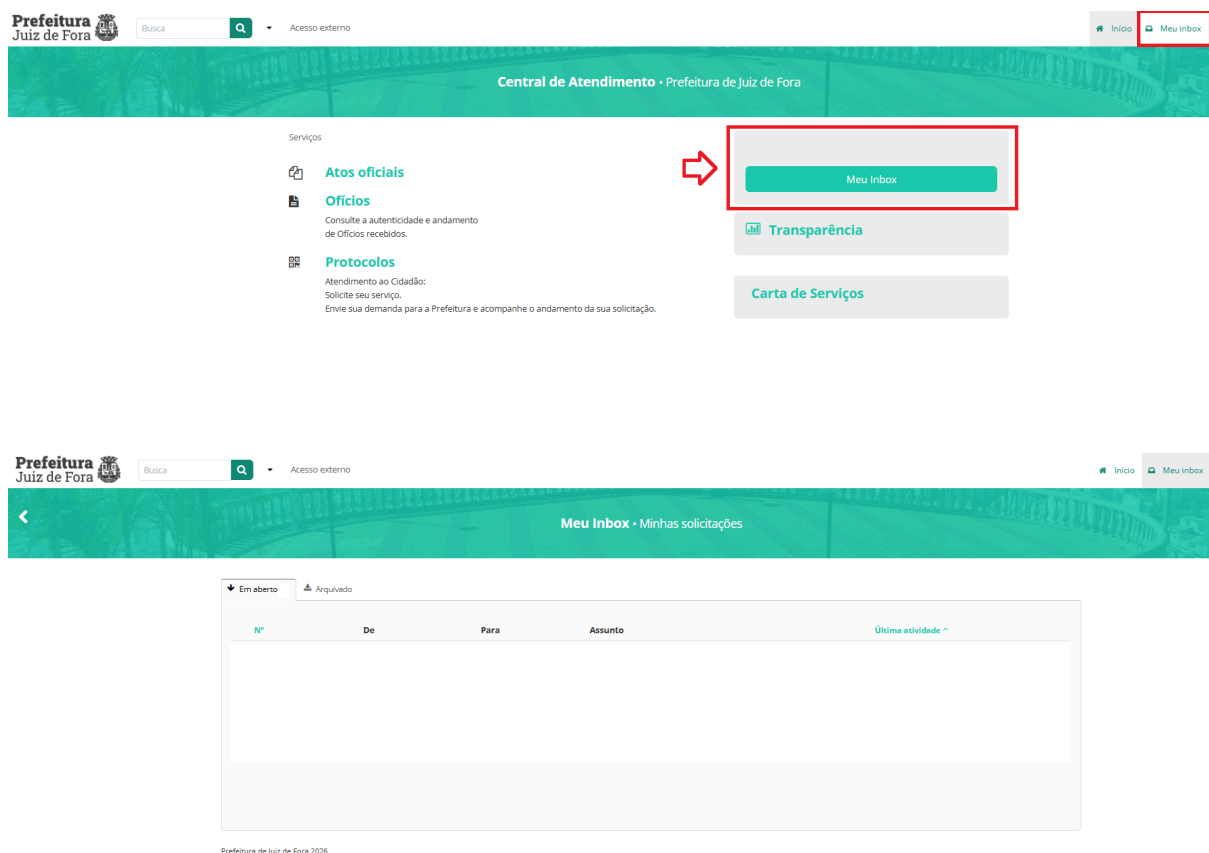 Prefeitura
Juiz de Fora
Busca
Acesso externo
Início
Meu inbox
Central de Atendimento • Prefeitura de Juiz de Fora
Serviços
Atos oficiais
Ofícios
Consulte a autenticidade e andamento
de Ofícios recebidos.
Protocolos
Atendimento ao Cidadão:
Solicite seu serviço.
Envie sua demanda para a Prefeitura e acompanhe o andamento da sua solicitação.
Meu Inbox
Transparência
Carta de Serviços
Prefeitura
Juiz de Fora
Busca
Acesso externo
Início
Meu inbox
Meu Inbox • Minhas solicitações
Em aberto
Arquivado
Nº De Para Assunto Última atividade
Prefeitura de Juiz de Fora 2026